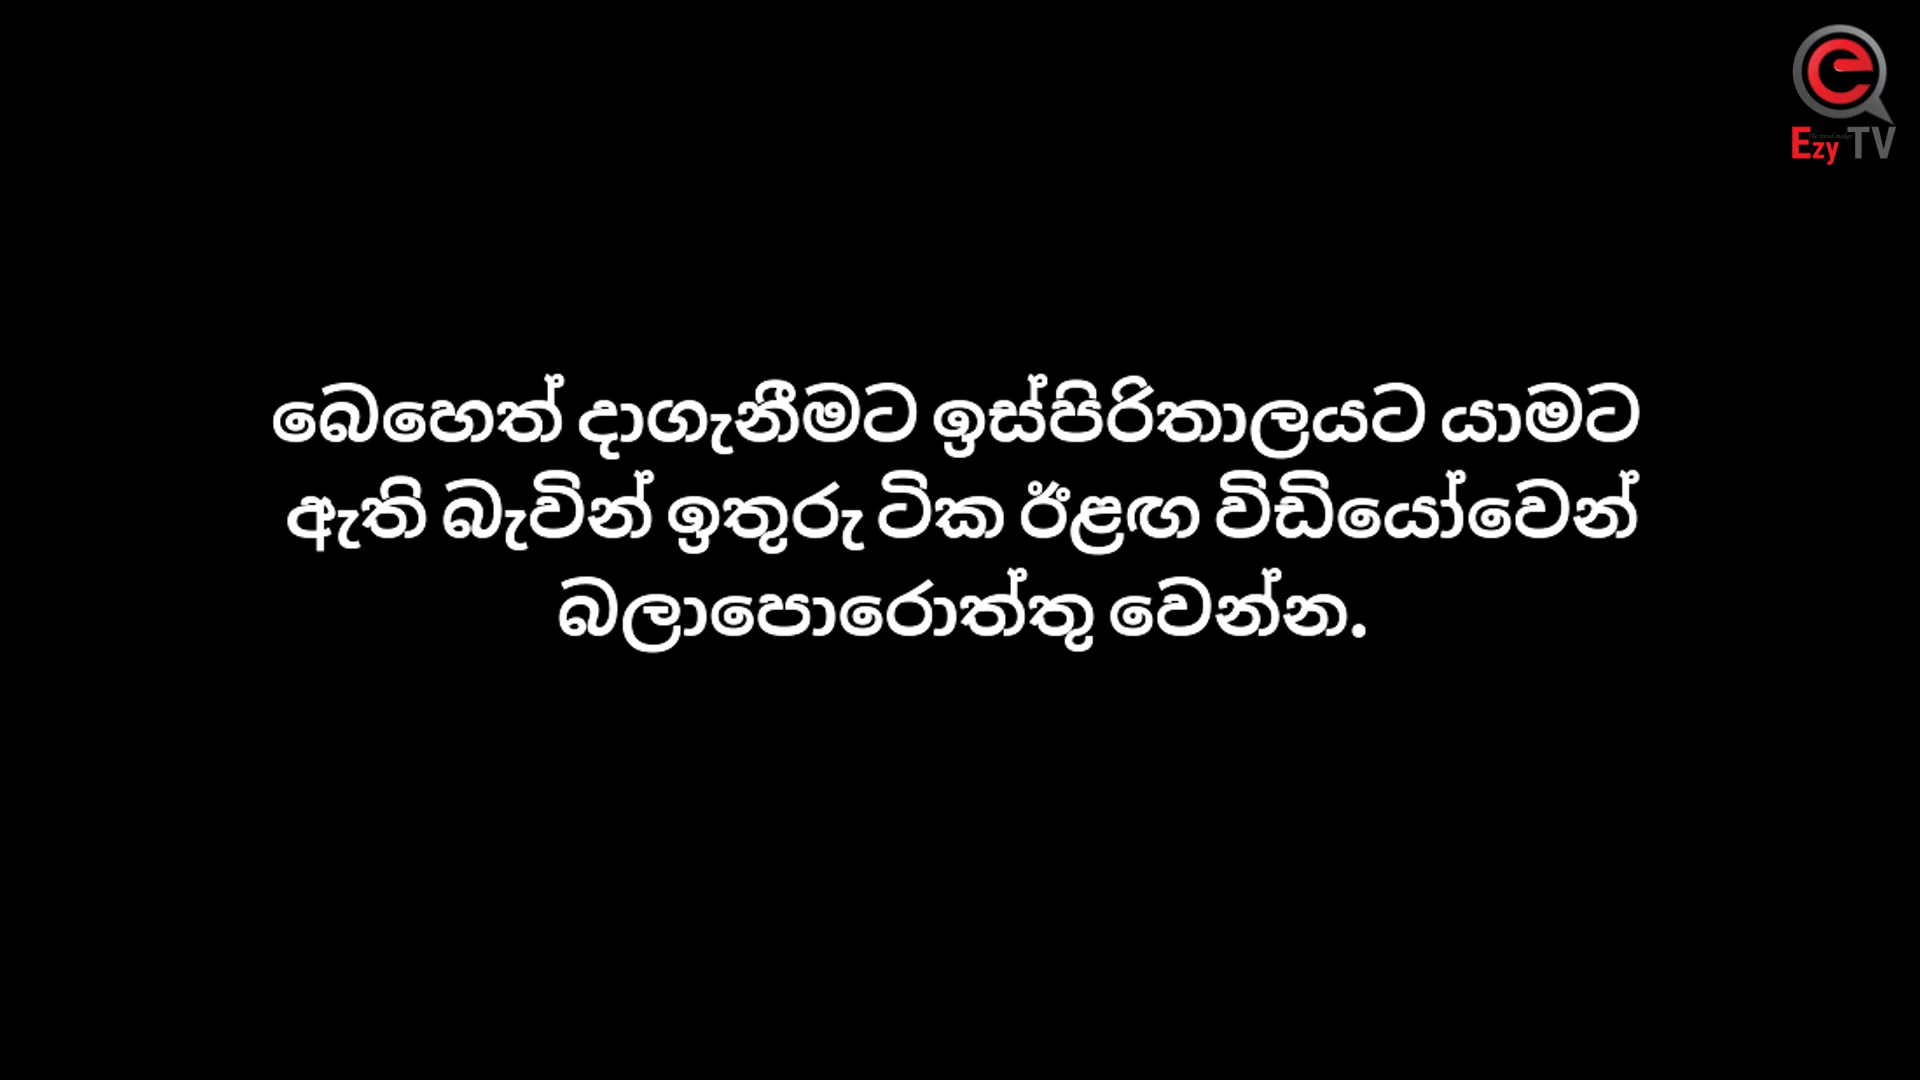 Ezy TV
බෙහෙත් දාගැනීමට ඉස්පිරිතාලයට යාමට
ඇති බැවින් ඉතුරු ටික ඊළඟ විඩියෝවෙන්
බලාපොරොත්තු වෙන්න.